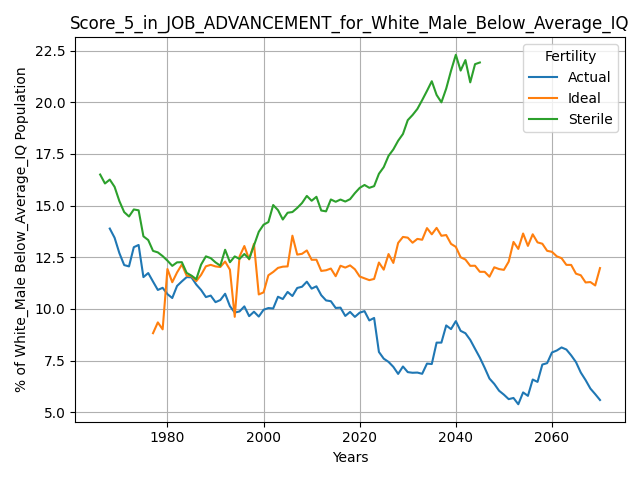 Score_5_in_JOB_ADVANCEMENT_for_White_Male_Below_Average_IQ
% of White_Male Below_Average_IQ Population
22.5
20.0
17.5
15.0
12.5
10.0
7.5
5.0
Fertility
Actual
Ideal
Sterile
1980
2000
2020
2040
2060
Years